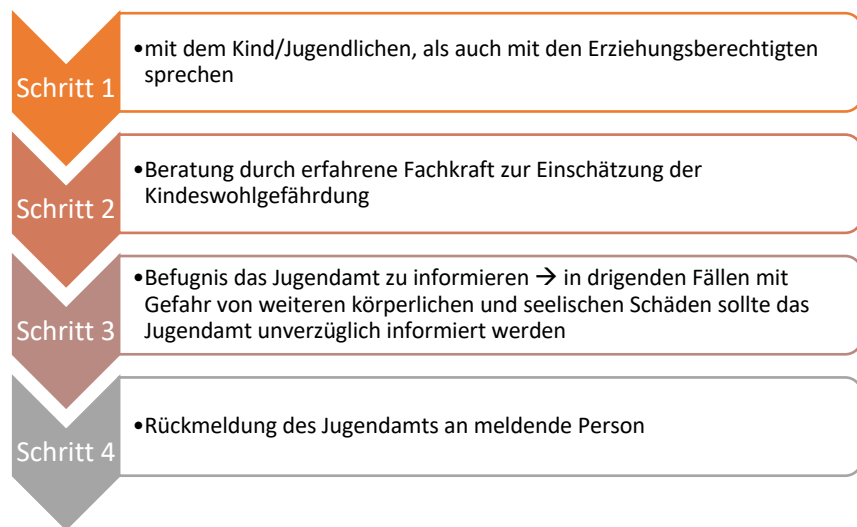 Schritt 1
•mit dem Kind/Jugendlichen, als auch mit den Erziehungsberechtigten
sprechen
Schritt 2
•Beratung durch erfahrene Fachkraft zur Einschätzung der
Kindeswohlgefährdung
Schritt 3
•Befugnis das Jugendamt zu informieren → in drigenden Fällen mit
Gefahr von weiteren körperlichen und seelischen Schäden sollte das
Jugendamt unverzüglich informiert werden
Schritt 4
•Rückmeldung des Jugendamts an meldende Person